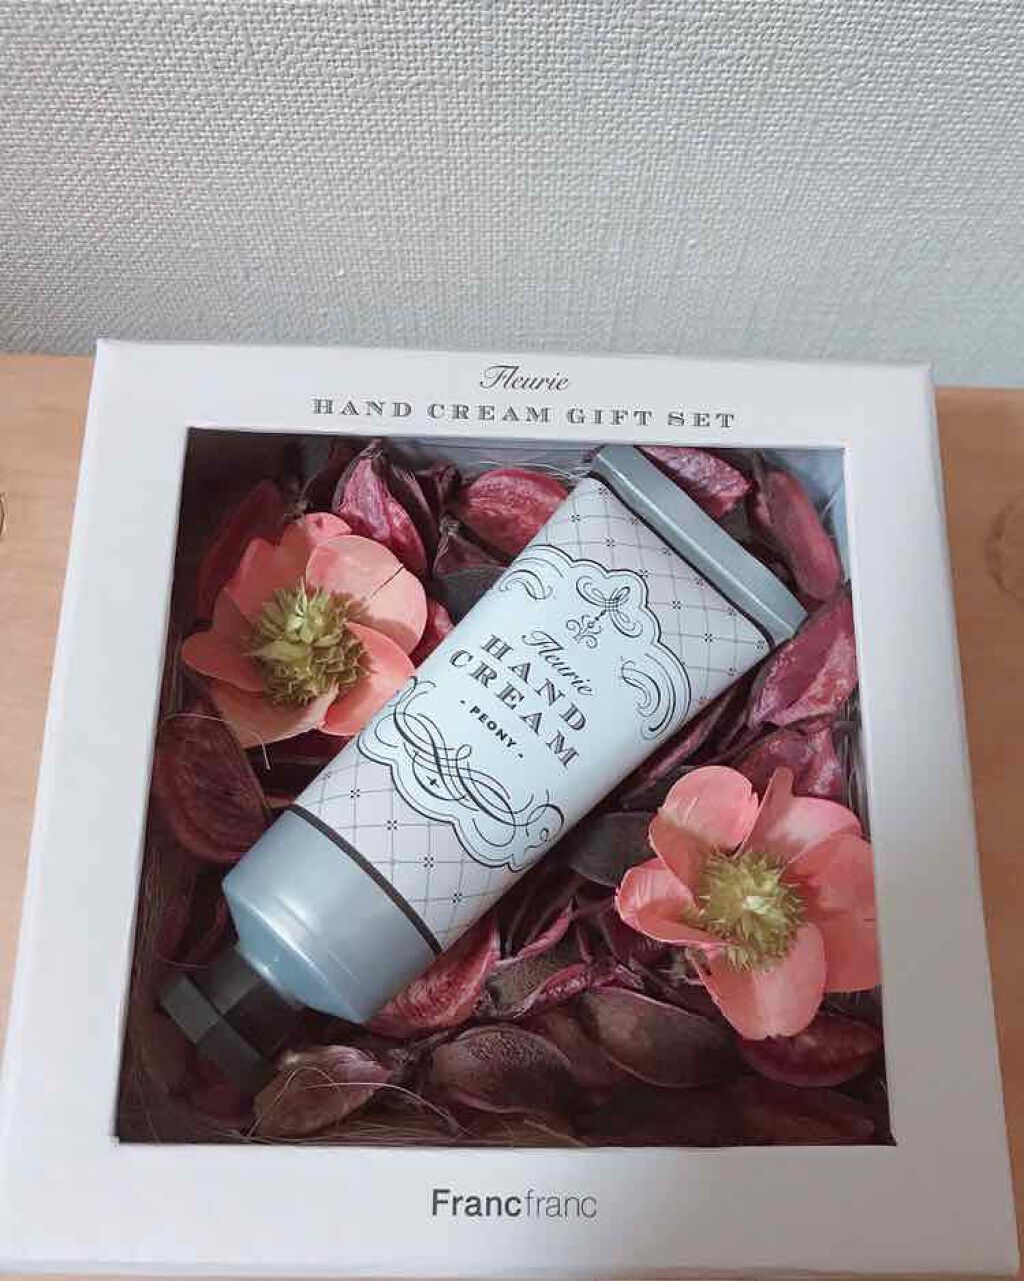 Fleurie
HAND CREAM GIFT SET
Fleurie
HAND
CREAM
- PEONY -
Francfranc